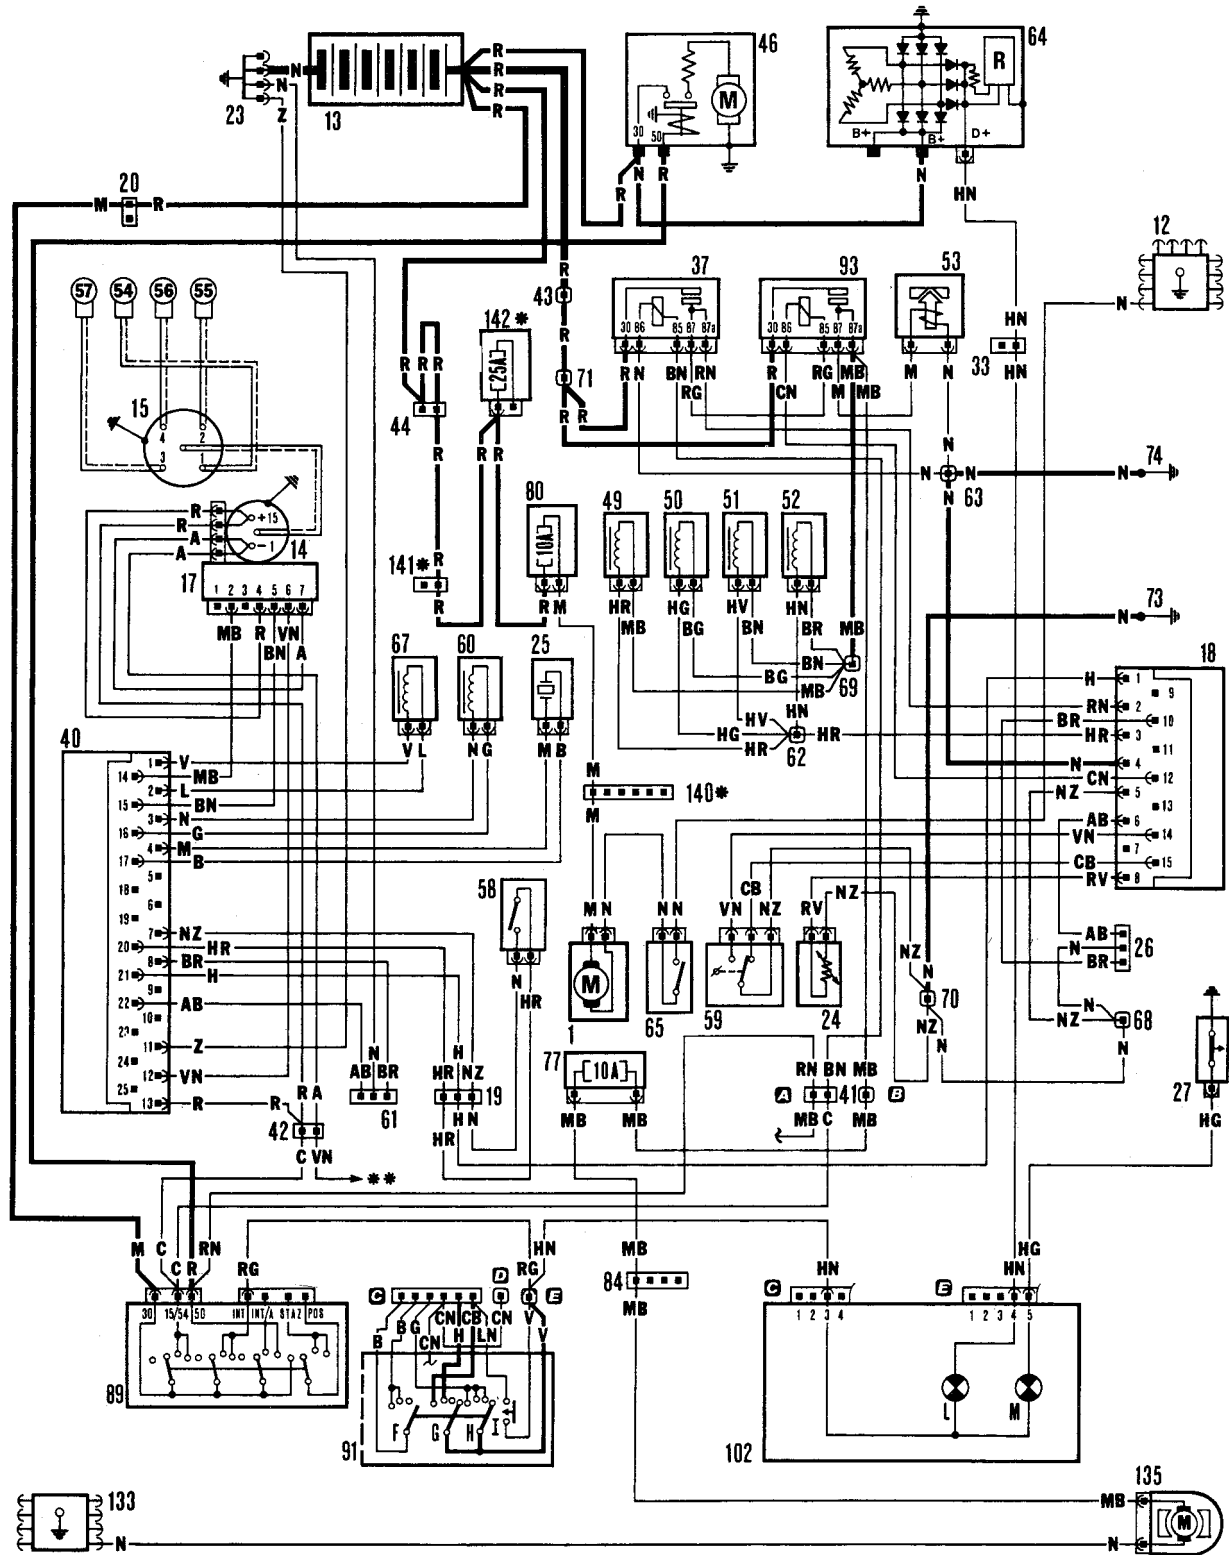 R
46
64
R
N
R
N
R
R
M
R
23
Z
13
R
30
50
B+
B+
D+
20
N
R
N
HN
M
R
R
12
57
54
56
55
R
37
93
53
43
142*
N
25A
R
30 86 85 87 87a
30 86 85 87 87a
HN
33
R R R
71
R N BN RN
R RG MB
M N
HN
15
RG
CN M MB
44
R R
4 2
3 1
R
R R
N
N N N 74
63
80 49 50 51 52
R
+15
R
10A
A
-1
14
141*
R
A
17
R
R M
HR HG HV HN
N 73
1 2 3 4 5 6 7
MB R VN
MB BG BN BR MB
BN A
67 60 25
18
BN
H 1
BG
69
9
MB
RN 2
HV HN
BR 10
HG
HR HR 3
40
V L N G M B
62
11
1 V
N 4
14 MB
M
CN 12
2 L
140*
NZ 5
15 BN
M
13
3 N
AB 6
16 G
VN 14
4 M
7
17 B
CB 15
5
58
CB
RV 8
18
NZ
6
M N N N VN NZ RV
19
7 NZ
AB
20 HR
N 26
8 BR
NZ
BR
21 H
N
N
HR
M
9
N 70
22 AB
N
10
1 65 59 24
NZ
NZ 68
23
N
11 Z
N
H
77
N
24
10A
12 VN
AB BR
HR NZ
RN BN MB
25
R A
27
13 R R
61
19
A 41 B
MB MB
MB C MB
HG
42
HR H N
C VN
**
M C RN
HN
MB
HG
C R
RG
D
RG
84
HN
HN
C
E
MB
C
E
30 15/54 50 INT INT/A STAZ POS
CN CB CN V
1 2 3 4
1 2 3 4 5
B BG H LN V
CN
89
F G H I
L M
91
102
135
133
MB
M
N
N